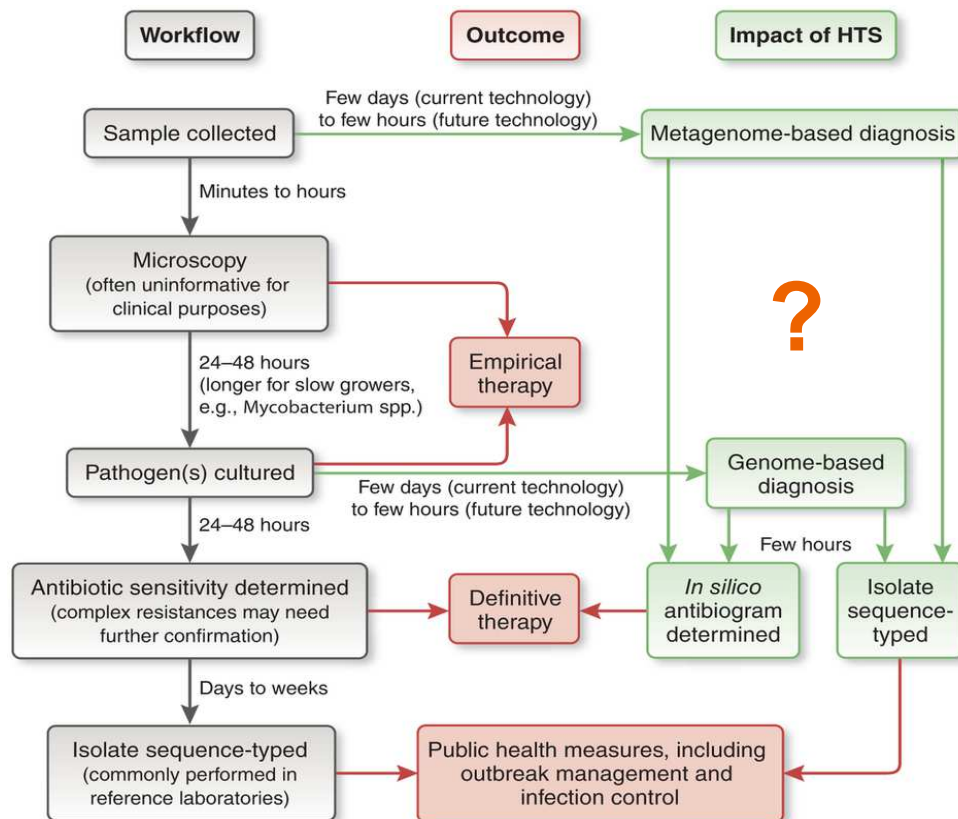 Workflow
Outcome
Impact of HTS
Sample collected
Few days (current technology)
to few hours (future technology)
Metagenome-based diagnosis
Minutes to hours
Microscopy
(often uninformative for
clinical purposes)
?
Empirical
therapy
24–48 hours
(longer for slow growers,
e.g., Mycobacterium spp.)
Pathogen(s) cultured
Few days (current technology)
to few hours (future technology)
Genome-based
diagnosis
24–48 hours
Few hours
Antibiotic sensitivity determined
(complex resistances may need
further confirmation)
Definitive
therapy
In silico
antibiogram
determined
Isolate
sequence-
typed
Days to weeks
Isolate sequence-typed
(commonly performed in
reference laboratories)
Public health measures, including
outbreak management and
infection control